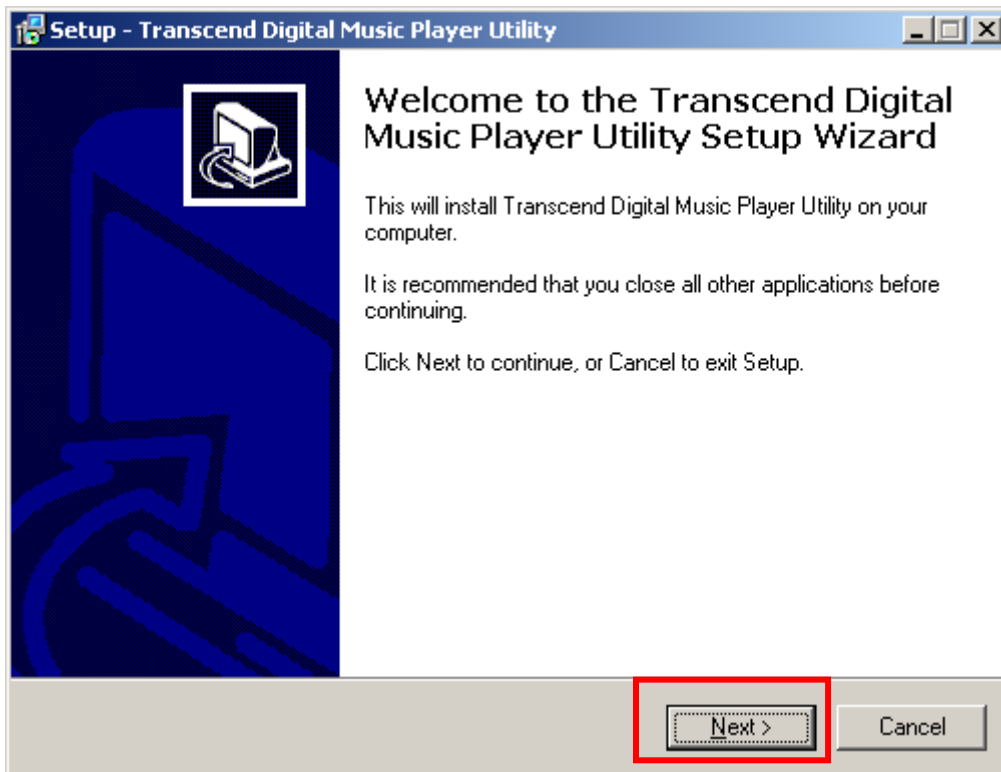 Setup - Transcend Digital Music Player Utility
Welcome to the Transcend Digital
Music Player Utility Setup Wizard
This will install Transcend Digital Music Player Utility on your
computer.
It is recommended that you close all other applications before
continuing.
Click Next to continue, or Cancel to exit Setup.
Next >
Cancel